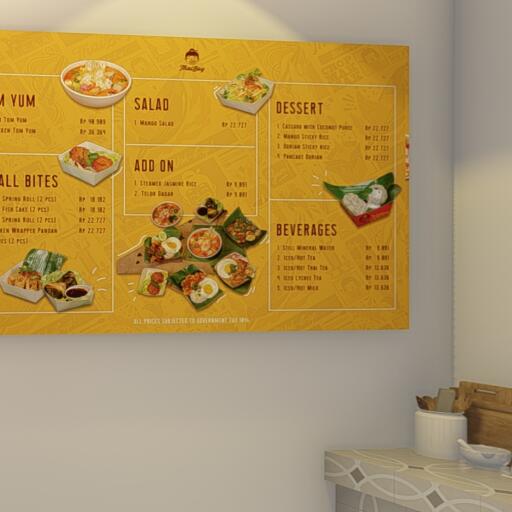 Thai Boy
M YUM
TOM YUM Rp 40.909
KEN TOM YUM Rp 36.364
ALL BITES
SPRING ROLL (2 PCS) Rp 18.182
FISH CAKE (2 PCS) Rp 18.182
SPRING ROLL (2 PCS) Rp 22.727
KEN WRAPPED PANDAN Rp 22.727
(2 PCS)
SALAD
1. MANGO SALAD Rp 22.727
ADD ON
1. STEAMED JASMINE RICE Rp 9.091
2. TELOR DADAR Rp 9.091
DESSERT
1. CASSAVA WITH COCONUT PUREE Rp 22.727
2. MANGO STICKY RICE Rp 22.727
3. DURIAN STICKY RICE Rp 22.727
4. PANCAKE DURIAN Rp 22.727
BEVERAGES
1. STILL MINERAL WATER Rp 9.091
2. ICED/HOT TEA Rp 9.091
3. ICED/HOT THAI TEA Rp 13.636
4. ICED LYCHEE TEA Rp 13.636
5. ICED/HOT MILO Rp 13.636
ALL PRICES SUBJECTED TO GOVERNMENT TAX 10%